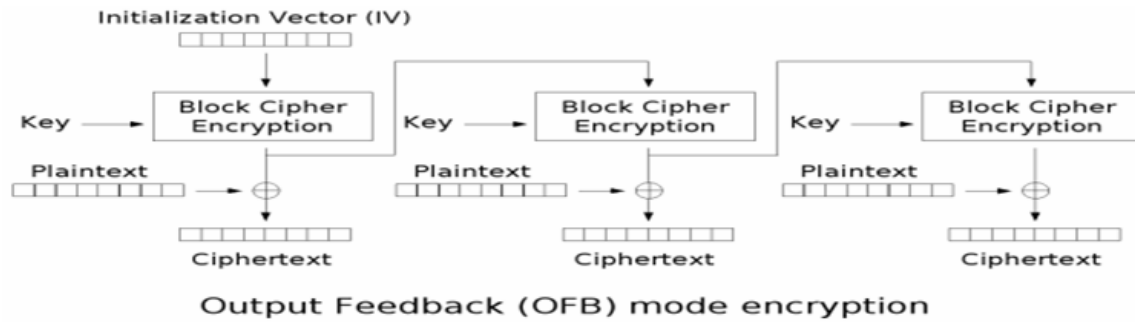 Initialization Vector (IV)
Key
Block Cipher
Encryption
Key
Block Cipher
Encryption
Key
Block Cipher
Encryption
Plaintext
Plaintext
Plaintext
Ciphertext
Ciphertext
Ciphertext
Output Feedback (OFB) mode encryption